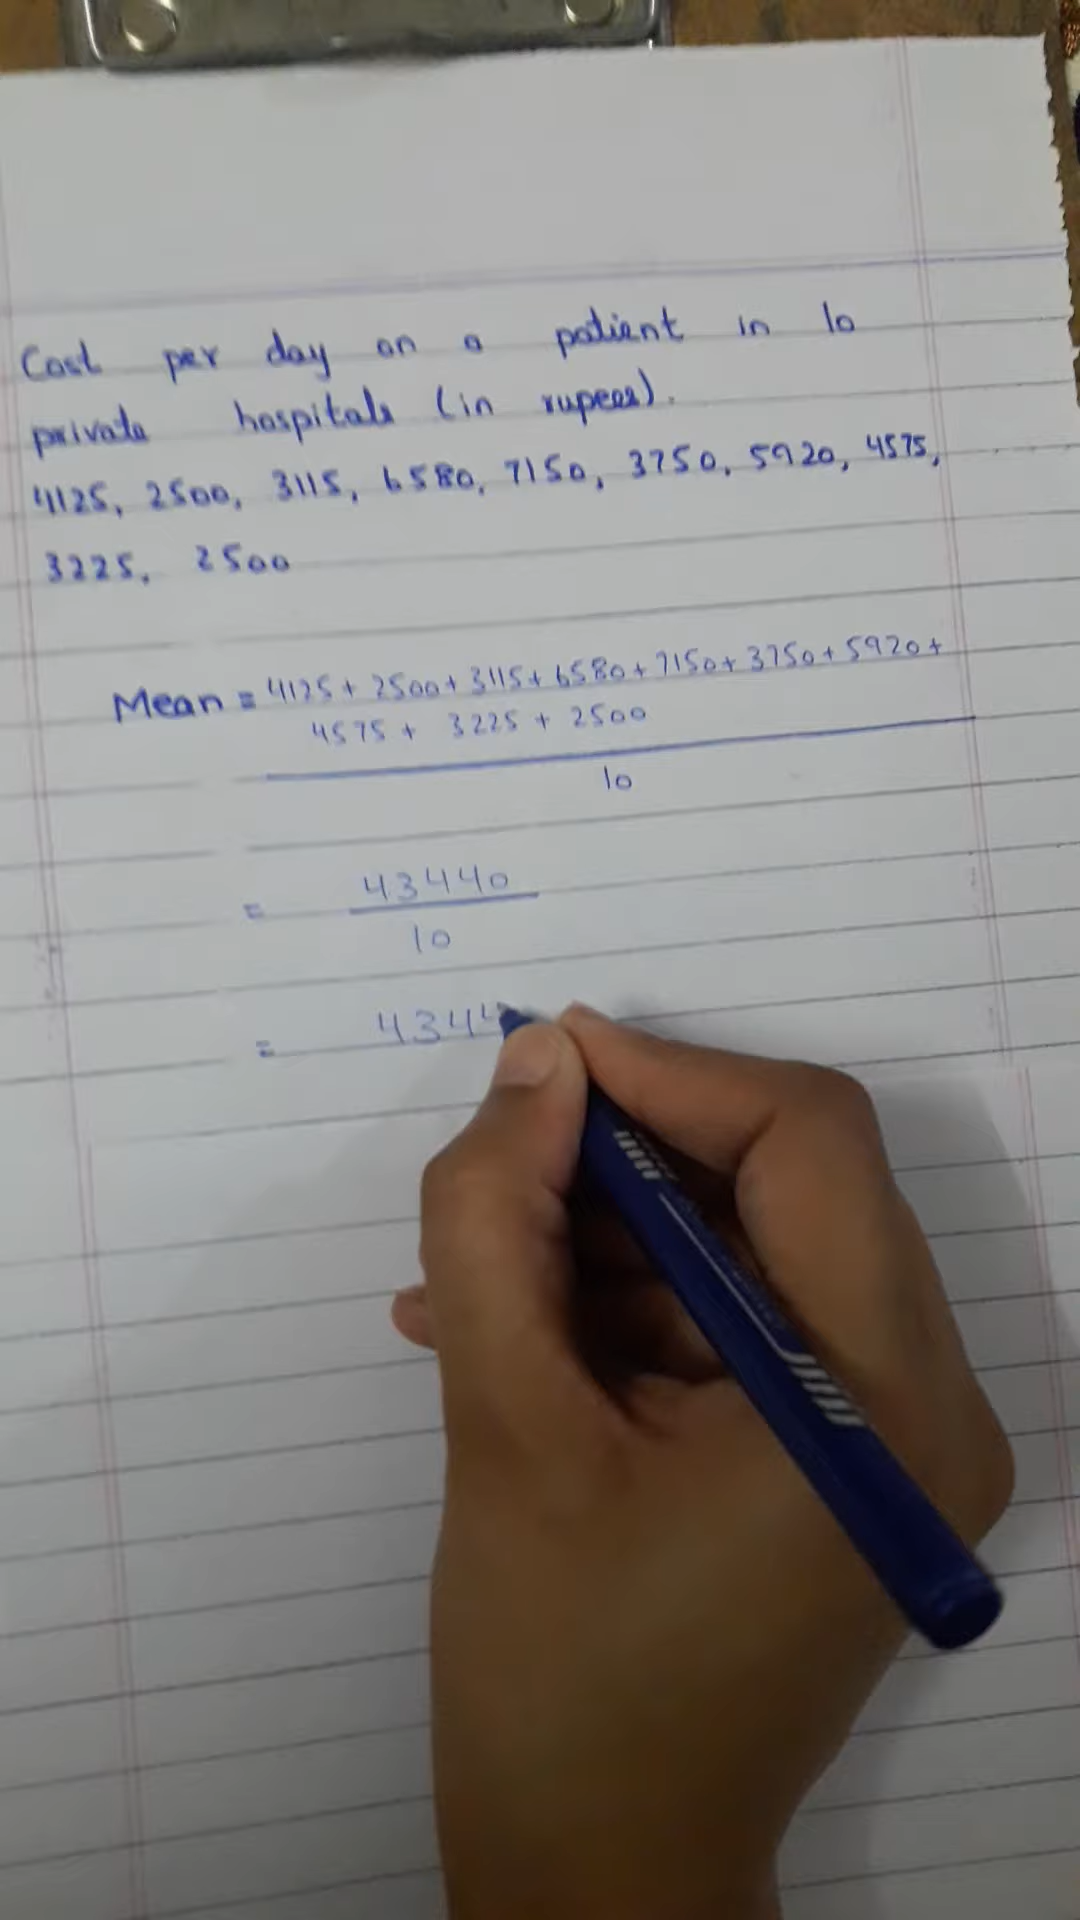 Cost per day on a patient in 10
private hospitals (in rupees).
4125, 2500, 3115, 6580, 7150, 3750, 5920, 4575,
3225, 2500
Mean = 4125 + 2500 + 3115 + 6580 + 7150 + 3750 + 5920 +
4575 + 3225 + 2500
10
= 43440
10
= 4344